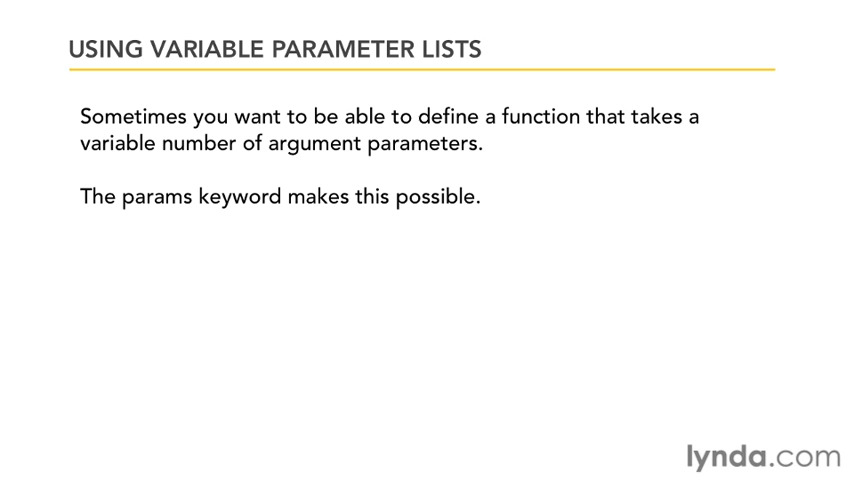 USING VARIABLE PARAMETER LISTS
Sometimes you want to be able to define a function that takes a
variable number of argument parameters.
The params keyword makes this possible.
lynda.com